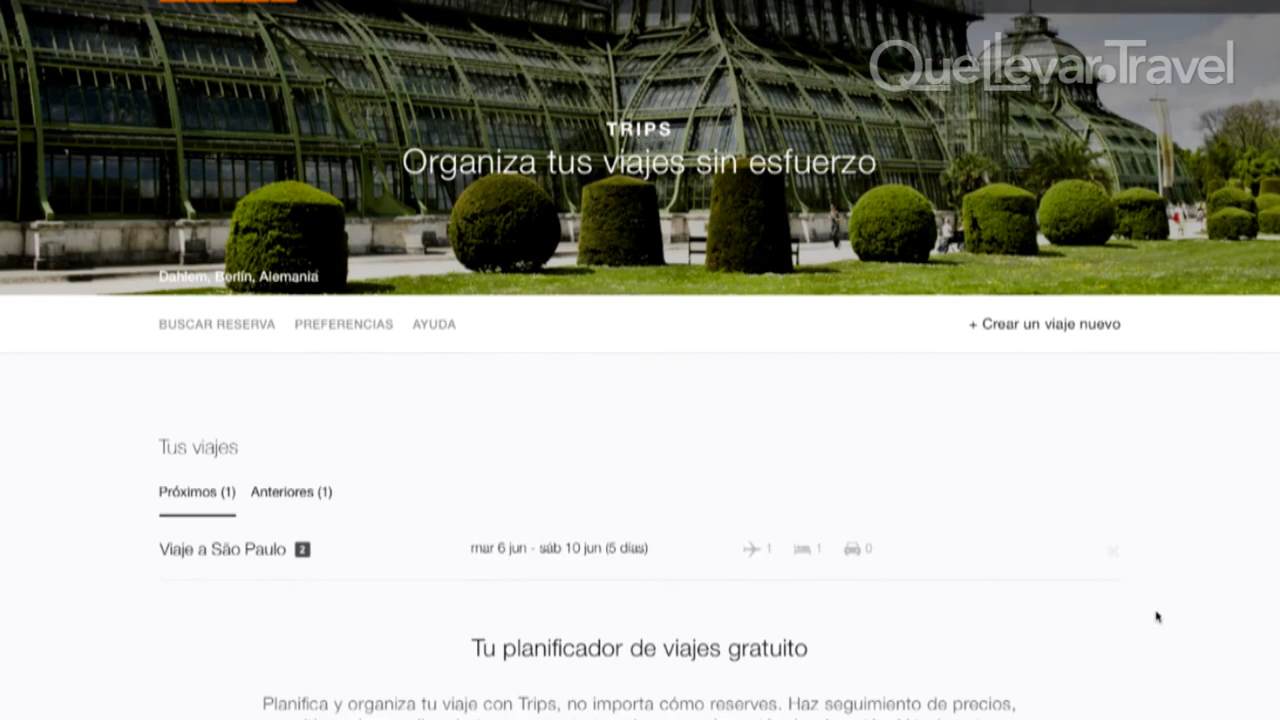 QueLlevar.Travel
TRIPS
Organiza tus viajes sin esfuerzo
Dahlem, Berlín, Alemania
BUSCAR RESERVA PREFERENCIAS AYUDA + Crear un viaje nuevo
Tus viajes
Próximos (1) Anteriores (1)
Viaje a São Paulo 2 mar 6 jun - sáb 10 jun (5 días) 1 1 0
Tu planificador de viajes gratuito
Planifica y organiza tu viaje con Trips, no importa cómo reserves. Haz seguimiento de precios,